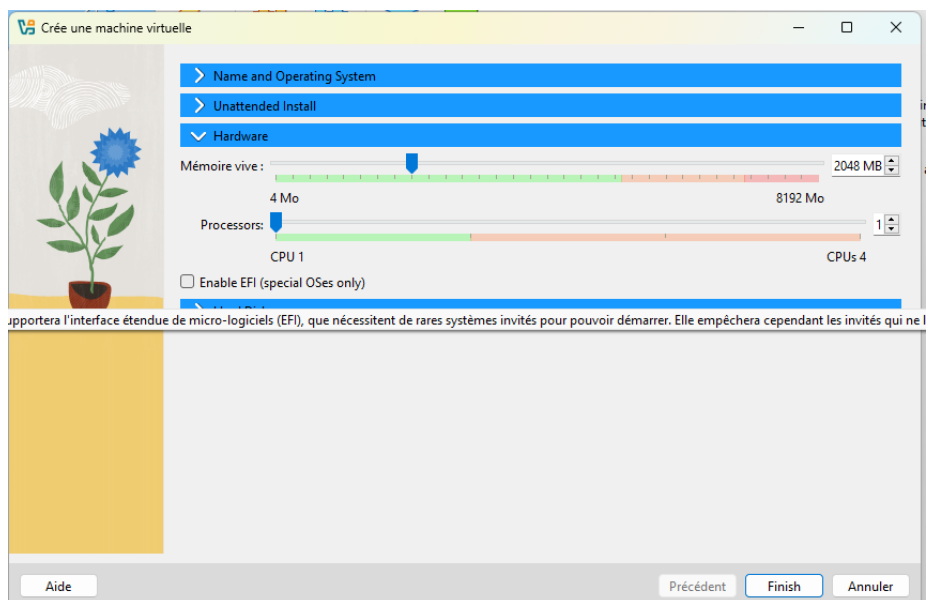 Crée une machine virtuelle
Name and Operating System
Unattended Install
Hardware
Mémoire vive : 2048 MB
4 Mo 8192 Mo
Processors: 1
CPU 1 CPUs 4
Enable EFI (special OSes only)
upportera l'interface étendue de micro-logiciels (EFI), que nécessitent de rares systèmes invités pour pouvoir démarrer. Elle empêchera cependant les invités qui ne l
Aide Précédent Finish Annuler